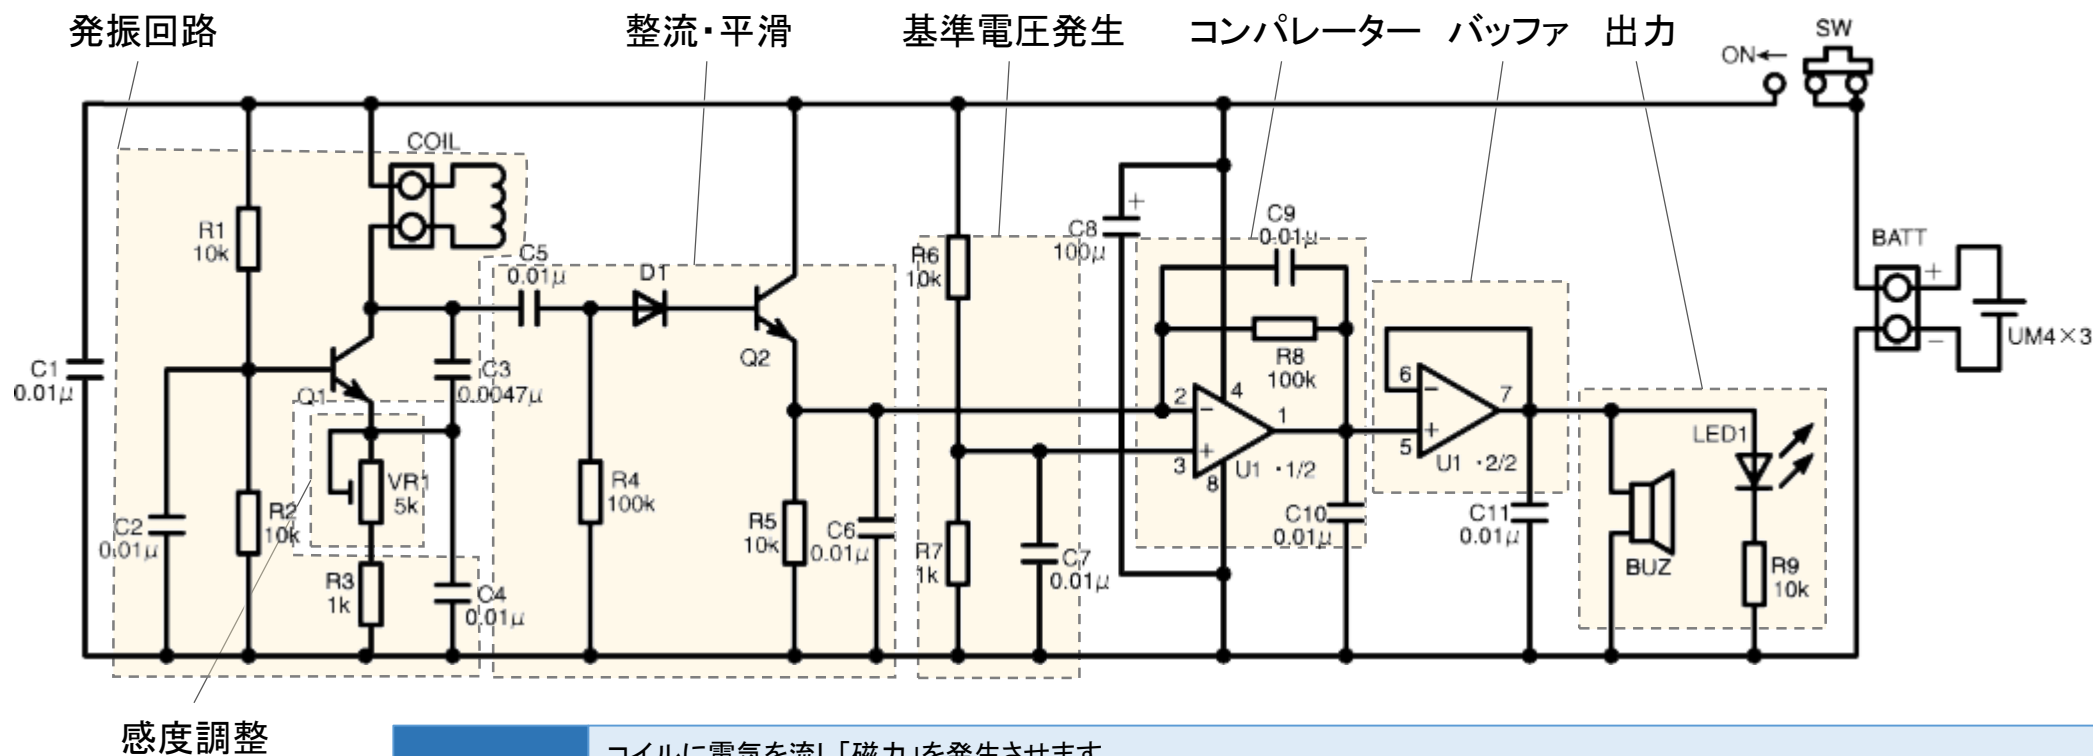 発振回路
整流・平滑
基準電圧発生
コンパレーター
バッファ
出力
SW
ON←
COIL
R1
10k
C5
0.01μ
D1
R6
10k
C8
100μ
+
C9
0.01μ
BATT
+
−
UM4×3
C1
0.01μ
Q1
C3
0.0047μ
Q2
R8
100k
2
−
4
1
+
3
8
U1 ・1/2
6
−
7
+
5
U1 ・2/2
LED1
VR1
5k
R4
100k
C2
0.01μ
R2
10k
R5
10k
C6
0.01μ
R7
1k
C7
0.01μ
C10
0.01μ
C11
0.01μ
BUZ
R9
10k
R3
1k
C4
0.01μ
感度調整
コイルに電気を流し「磁力」を発生させます